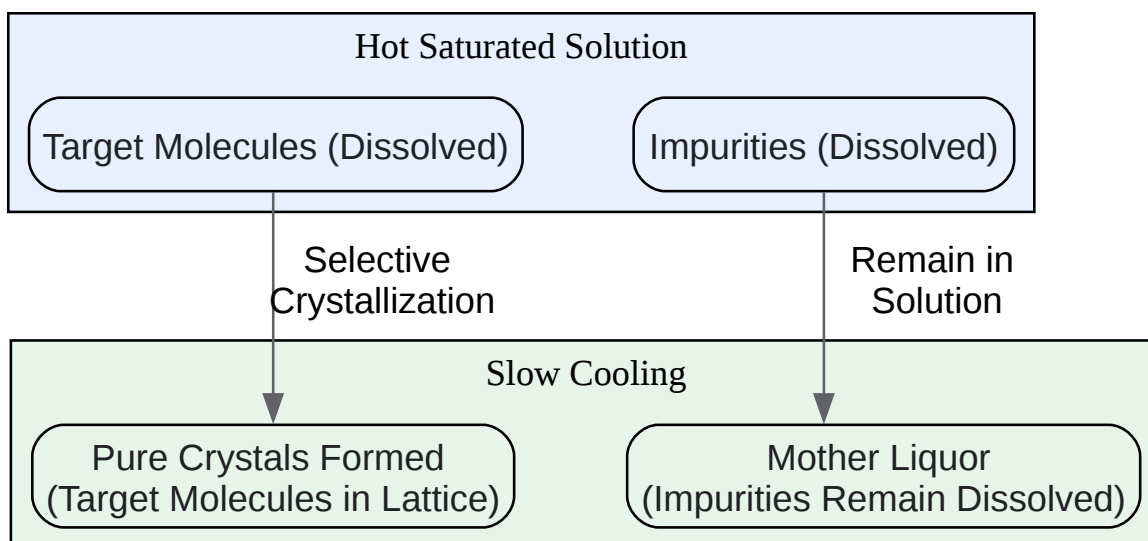 Hot Saturated Solution
Target Molecules (Dissolved)
Impurities (Dissolved)
Selective
Crystallization
Remain in
Solution
Slow Cooling
Pure Crystals Formed
(Target Molecules in Lattice)
Mother Liquor
(Impurities Remain Dissolved)